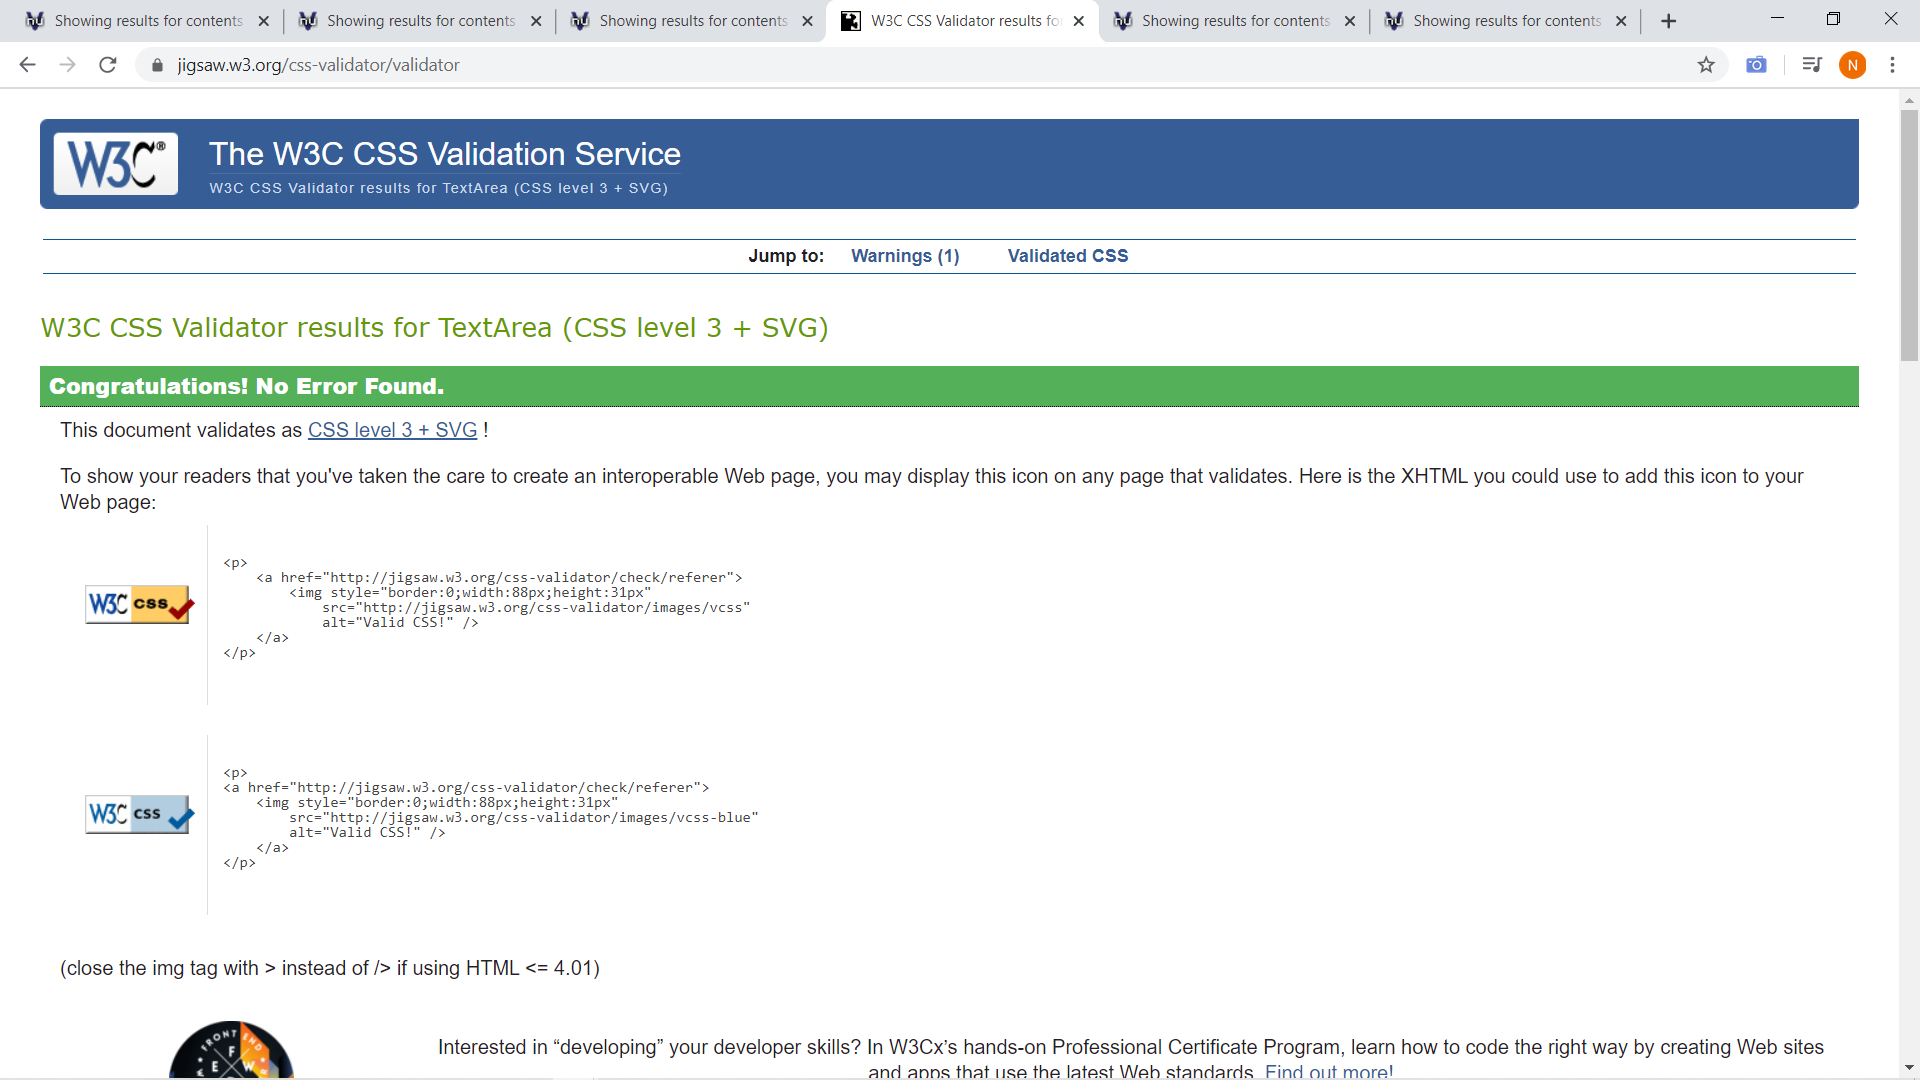 Showing results for contents
Showing results for contents
Showing results for contents
W3C CSS Validator results fo
Showing results for contents
Showing results for contents
jigsaw.w3.org/css-validator/validator
N
W3C®
The W3C CSS Validation Service
W3C CSS Validator results for TextArea (CSS level 3 + SVG)
Jump to: Warnings (1) Validated CSS
W3C CSS Validator results for TextArea (CSS level 3 + SVG)
Congratulations! No Error Found.
This document validates as CSS level 3 + SVG !
To show your readers that you've taken the care to create an interoperable Web page, you may display this icon on any page that validates. Here is the XHTML you could use to add this icon to your
Web page:
W3C css
<p>
<a href="http://jigsaw.w3.org/css-validator/check/referer">
<img style="border:0;width:88px;height:31px"
src="http://jigsaw.w3.org/css-validator/images/vcss"
alt="Valid CSS!" />
</a>
</p>
W3C css
<p>
<a href="http://jigsaw.w3.org/css-validator/check/referer">
<img style="border:0;width:88px;height:31px"
src="http://jigsaw.w3.org/css-validator/images/vcss-blue"
alt="Valid CSS!" />
</a>
</p>
(close the img tag with > instead of /> if using HTML <= 4.01)
FRONT END
F
E W
Interested in “developing” your developer skills? In W3Cx’s hands-on Professional Certificate Program, learn how to code the right way by creating Web sites
and apps that use the latest Web standards. Find out more!